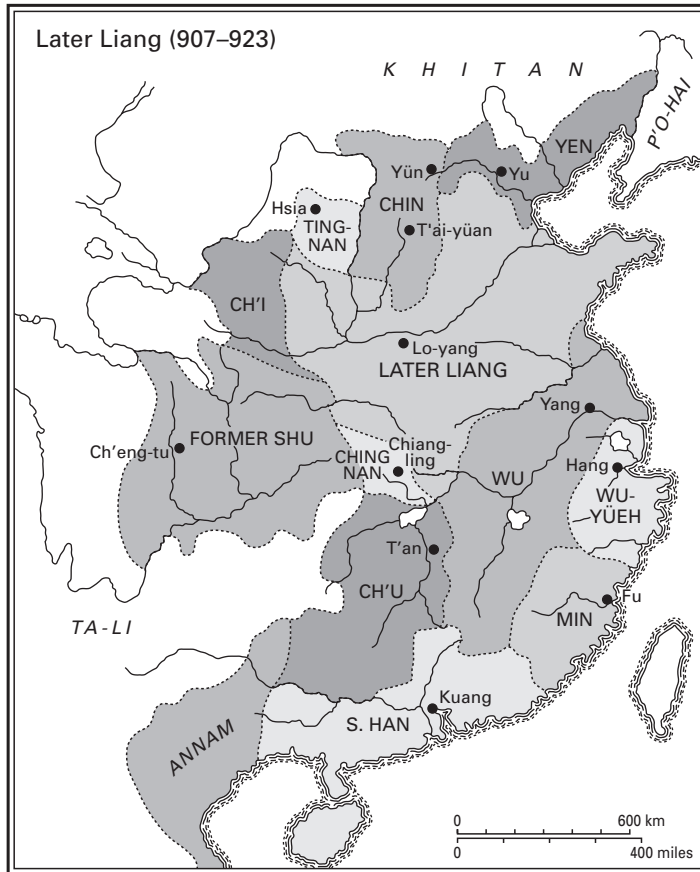 Later Liang (907–923)
KHITAN
P'O-HAI
YEN
Yün
Yu
CHIN
Hsia
TING-
NAN
T'ai-yüan
CH'I
Lo-yang
LATER LIANG
Yang
FORMER SHU
Ch'eng-tu
Chiang-
ling
CHING
NAN
WU
Hang
WU-
YÜEH
T'an
CH'U
Fu
MIN
TA-LI
Kuang
S. HAN
ANNAM
0 600 km
0 400 miles